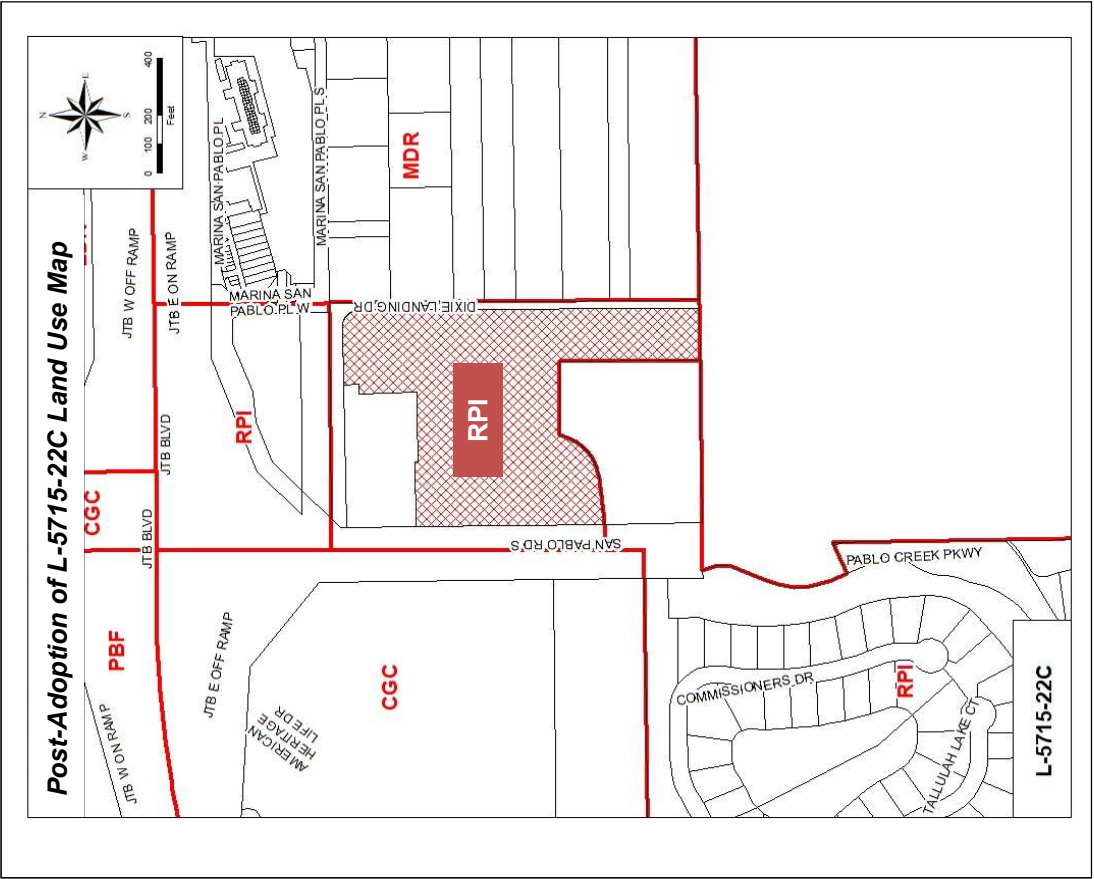 Post-Adoption of L-5715-22C Land Use Map
N
E
S
W
0 100 200 400
Feet
JTB W OFF RAMP
JTB E ON RAMP
MARINA SAN PABLO PL
MARINA SAN PABLO PL S
MDR
MARINA SAN
PABLO PL W
DIXIE LANDING DR
JTB BLVD
RPI
RPI
CGC
JTB BLVD
SAN PABLO RD S
PBF
JTB W ON RAMP
JTB E OFF RAMP
AMERICAN
HERITAGE
LIFE DR
CGC
PABLO CREEK PKWY
COMMISSIONERS DR
RPI
TALLULAH LAKE CT
L-5715-22C